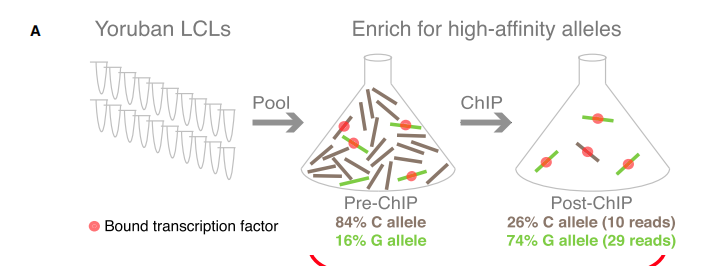 A
Yoruban LCLs
Enrich for high-affinity alleles
Pool
ChIP
Pre-ChIP
84% C allele
16% G allele
Post-ChIP
26% C allele (10 reads)
74% G allele (29 reads)
Bound transcription factor